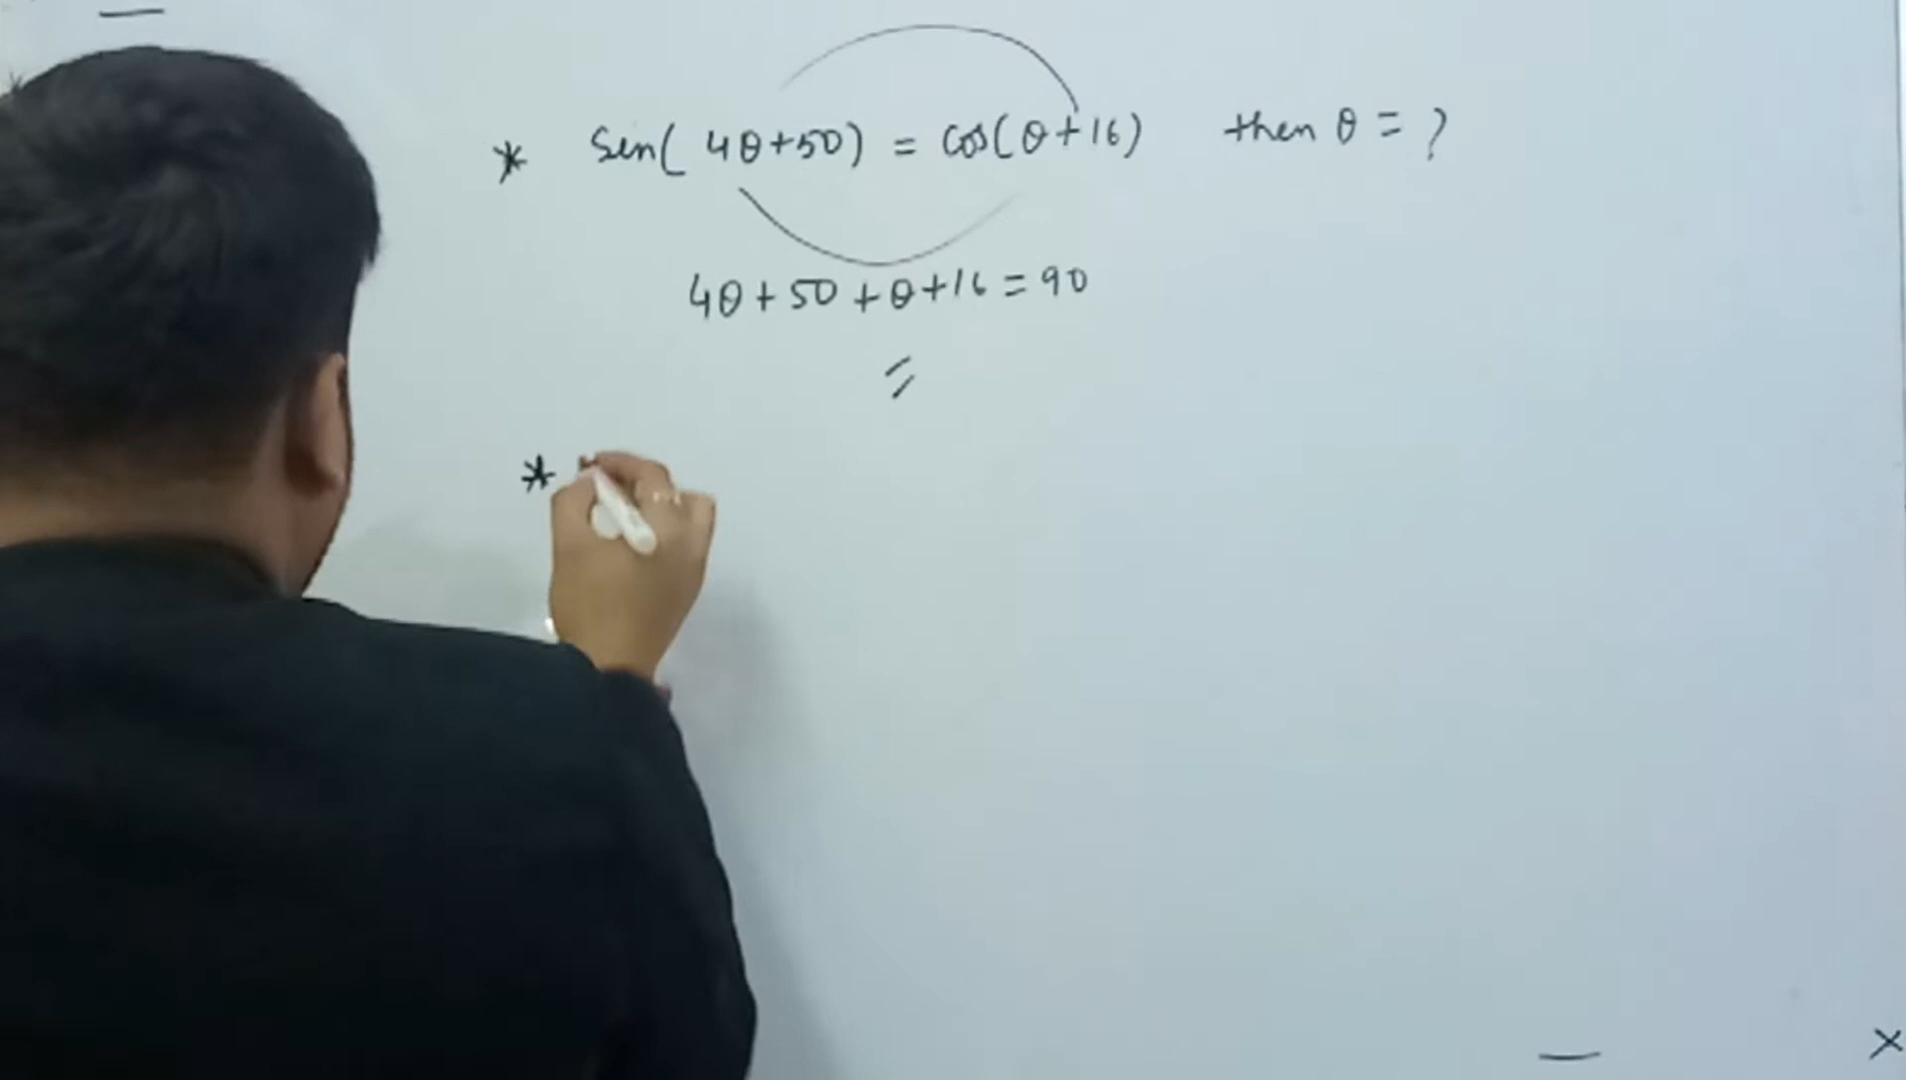 * Sin( 4θ+50) = cos(θ+16) then θ = ?
4θ+50+θ+16=90
=
*